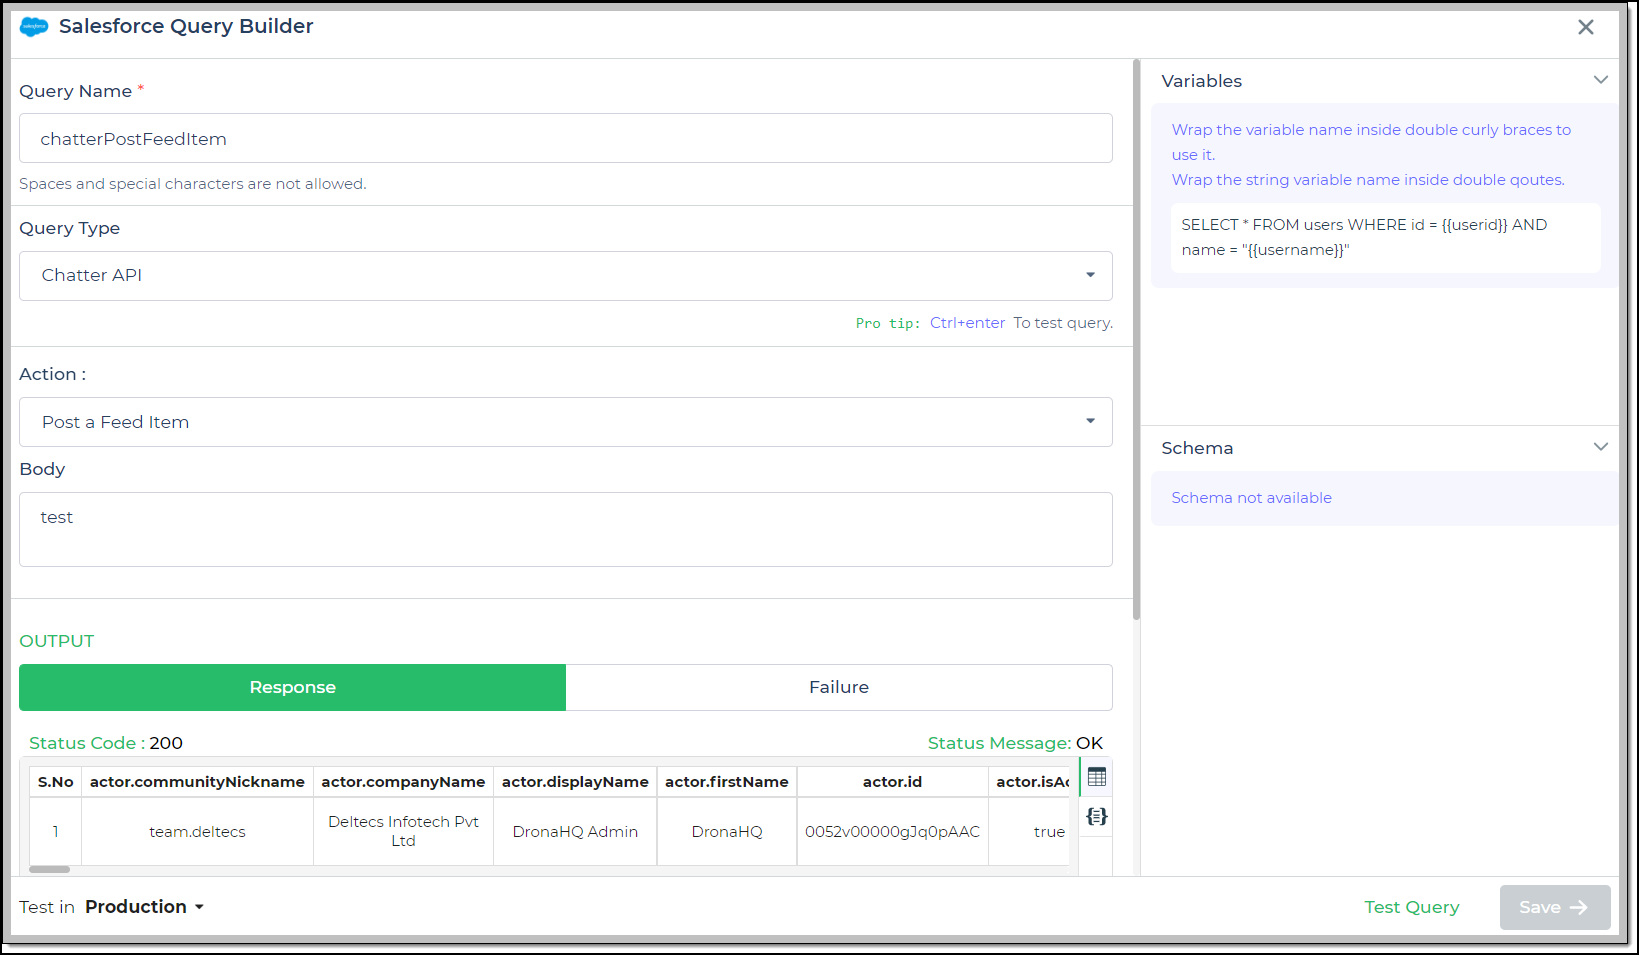 salesforce
Salesforce Query Builder
Query Name *
chatterPostFeedItem
Spaces and special characters are not allowed.
Query Type
Chatter API
Pro tip: Ctrl+enter To test query.
Action :
Post a Feed Item
Body
test
OUTPUT
Response Failure
Status Code : 200 Status Message: OK
S.No actor.communityNickname actor.companyName actor.displayName actor.firstName actor.id actor.isAc
1 team.deltecs Deltecs Infotech Pvt Ltd DronaHQ Admin DronaHQ 0052v00000gJq0pAAC true
Test in Production
Test Query Save
Variables
Wrap the variable name inside double curly braces to
use it.
Wrap the string variable name inside double qoutes.
SELECT * FROM users WHERE id = {{userid}} AND
name = "{{username}}"
Schema
Schema not available